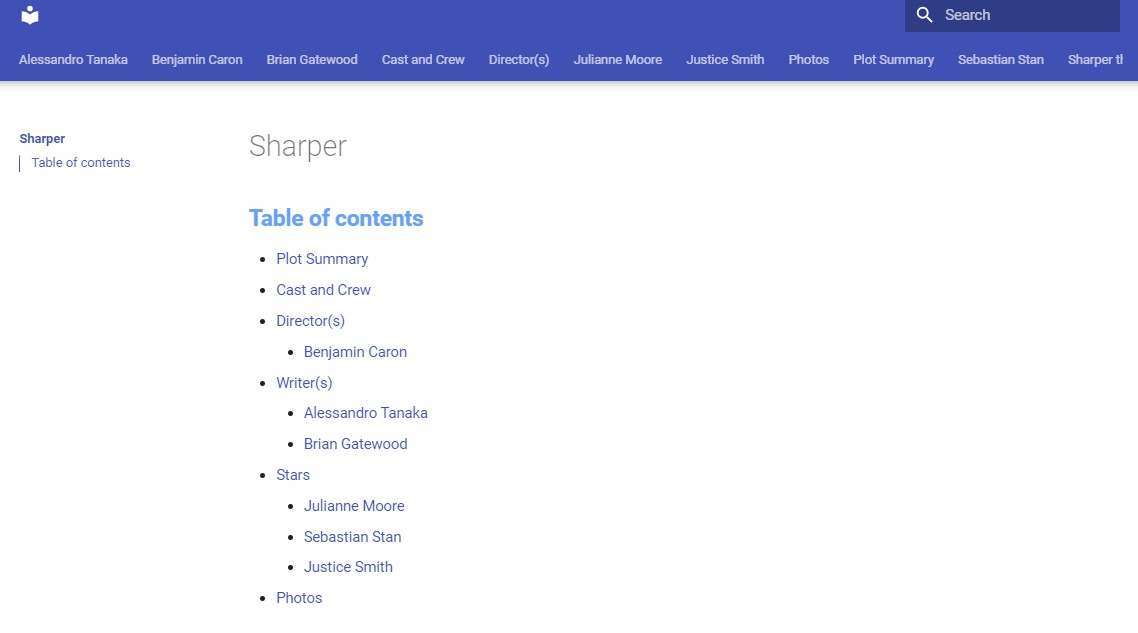 Search
Alessandro Tanaka Benjamin Caron Brian Gatewood Cast and Crew Director(s) Julianne Moore Justice Smith Photos Plot Summary Sebastian Stan Sharper
Sharper
Table of contents
Sharper
Table of contents
Plot Summary
Cast and Crew
Director(s)
Benjamin Caron
Writer(s)
Alessandro Tanaka
Brian Gatewood
Stars
Julianne Moore
Sebastian Stan
Justice Smith
Photos